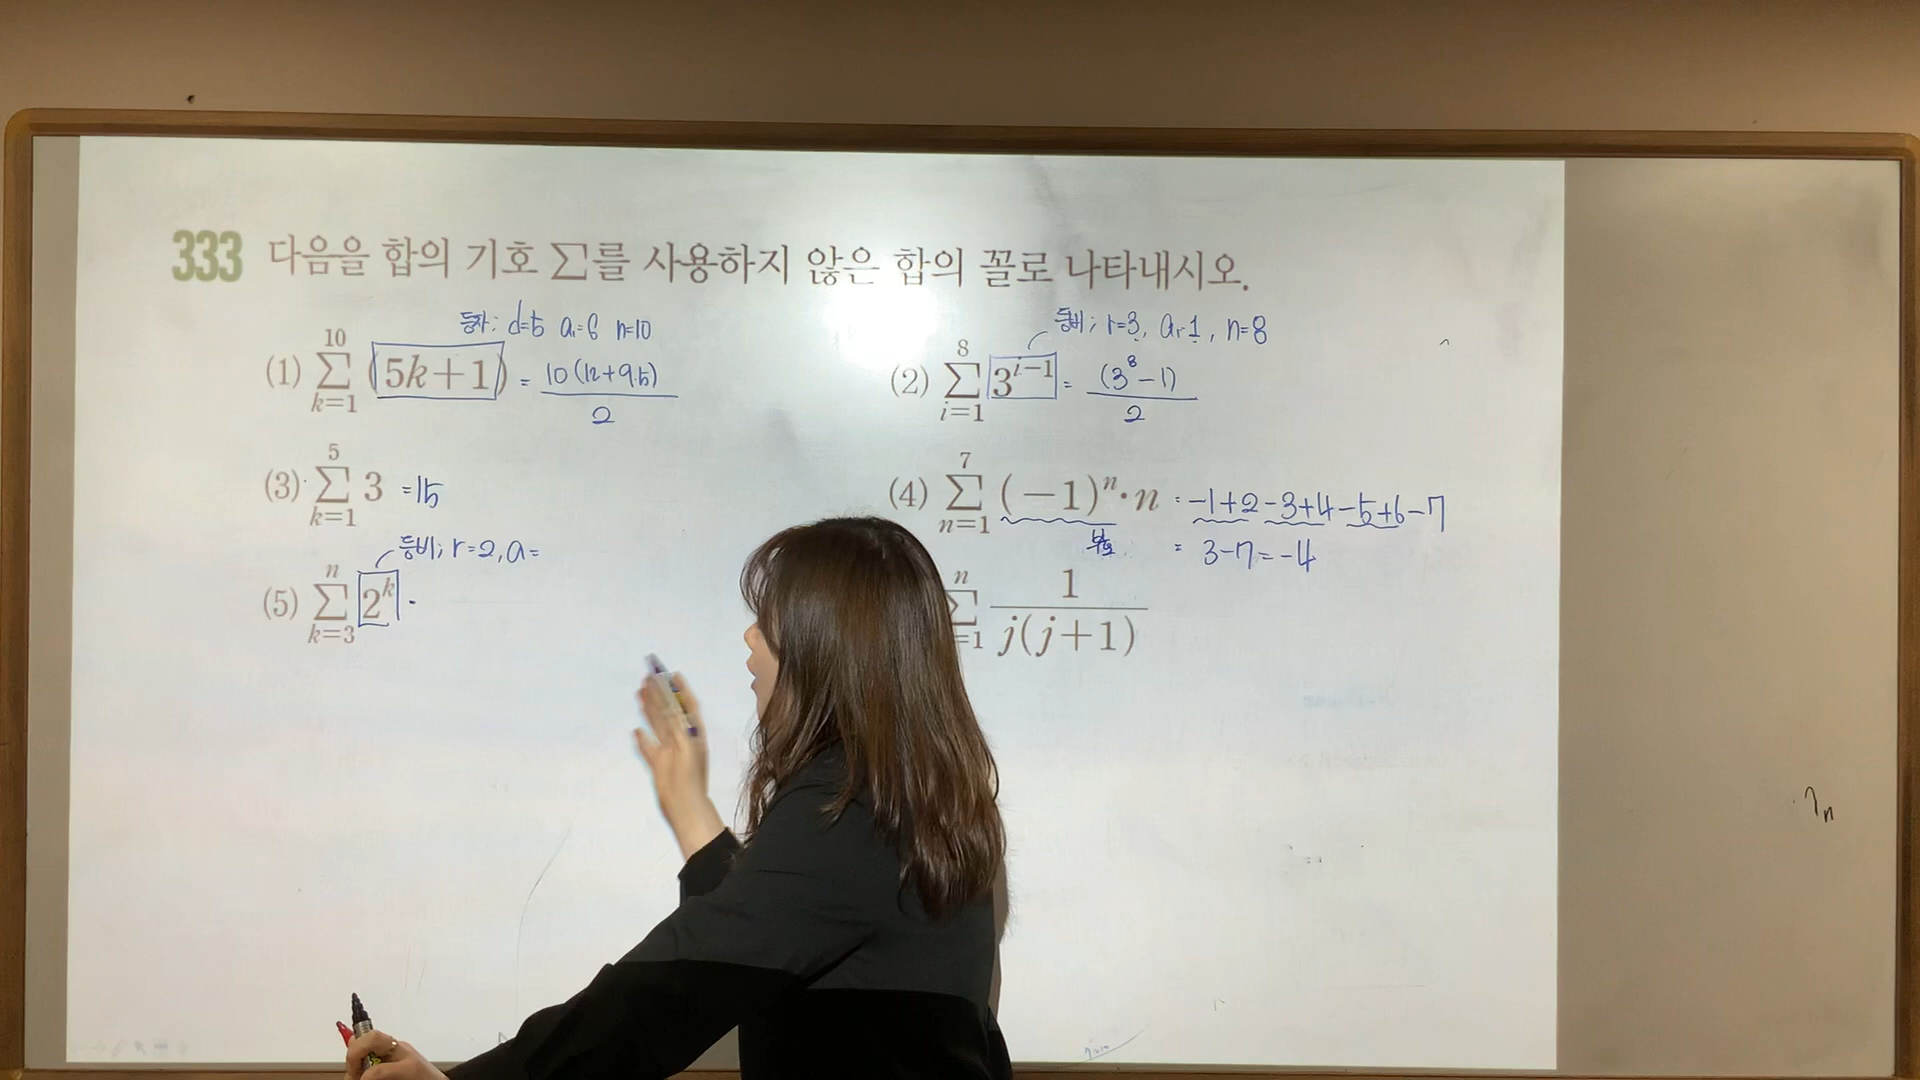 333 다음을 합의 기호 ∑를 사용하지 않은 합의 꼴로 나타내시오.
등차; d=5 a₁=6 n=10
(1) ∑_{k=1}^{10} (5k+1) = 10(12+9·5)/2
등비; r=3, a₁=1, n=8
(2) ∑_{i=1}^{8} 3^{i-1} = (3^8-1)/2
(3) ∑_{k=1}^{5} 3 = 15
(4) ∑_{n=1}^{7} (-1)^n·n = -1+2-3+4-5+6-7
부호
= 3-7=-4
등비; r=2, a=
(5) ∑_{k=3}^{n} 2^k
∑^{n} 1/j(j+1)